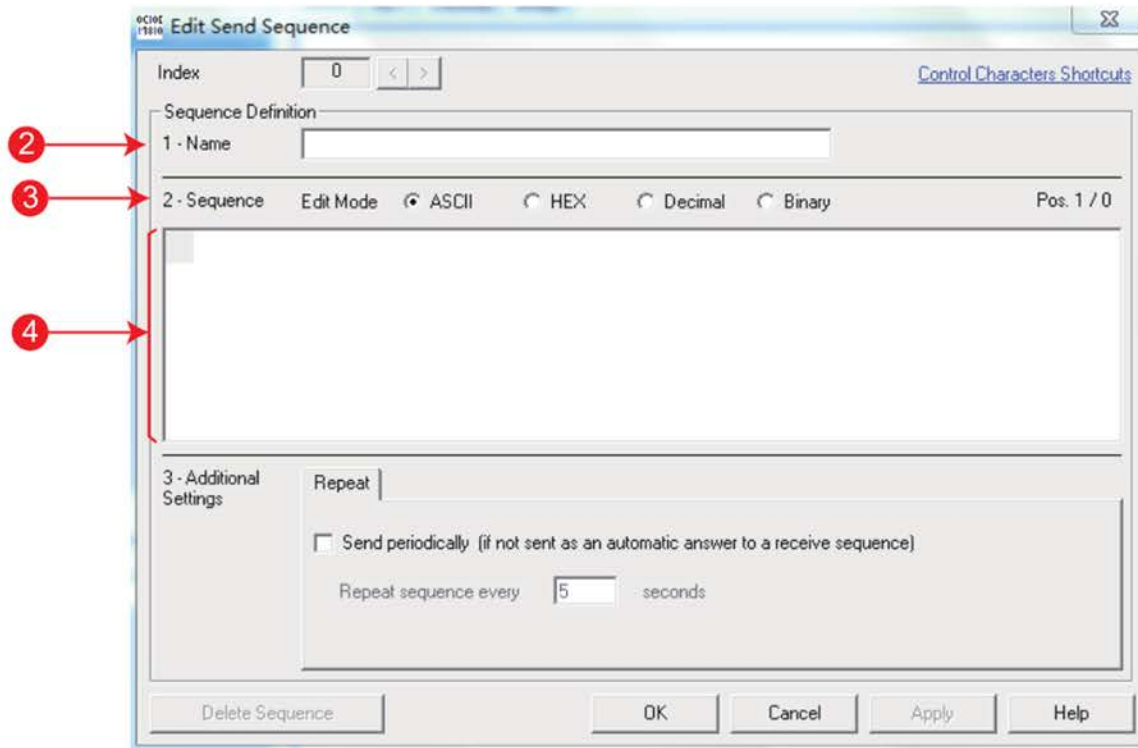 Edit Send Sequence
Index 0 < > Control Characters Shortcuts
Sequence Definition
2 1 - Name
3 2 - Sequence Edit Mode ASCII HEX Decimal Binary Pos. 1 / 0
4
3 - Additional
Settings
Repeat
Send periodically (if not sent as an automatic answer to a receive sequence)
Repeat sequence every 5 seconds
Delete Sequence OK Cancel Apply Help